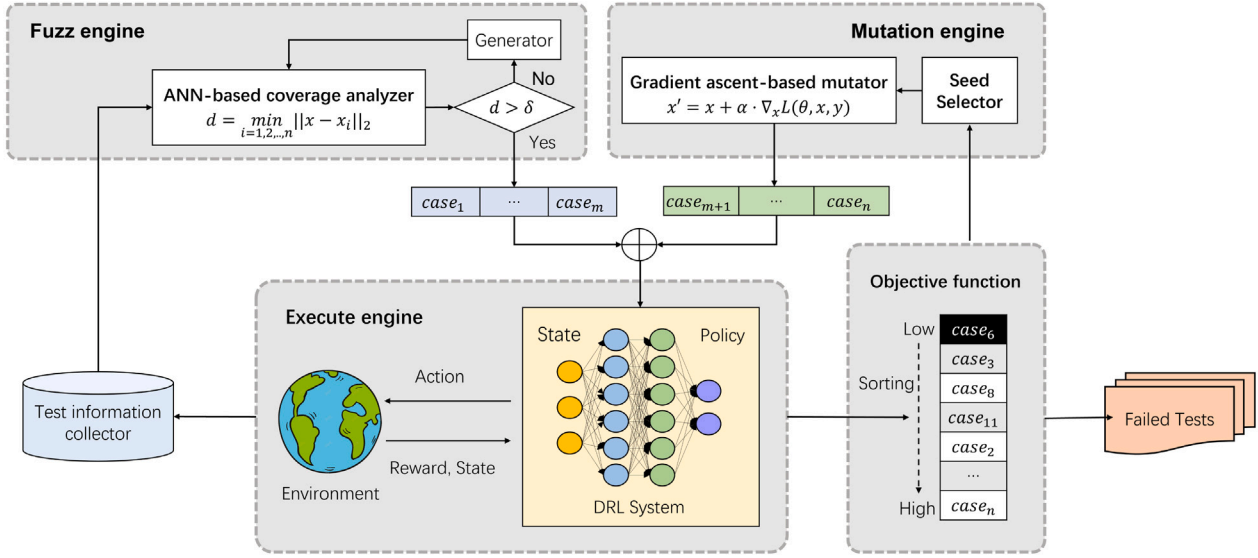 Fuzz engine
Generator
No
ANN-based coverage analyzer
d = min ||x − x_i||_2
i=1,2,..,n
d > δ
Yes
case_1 ... case_m
Mutation engine
Gradient ascent-based mutator
x′ = x + α · ∇_x L(θ, x, y)
Seed
Selector
case_{m+1} ... case_n
Execute engine
State
Policy
Action
Reward, State
Environment
DRL System
Test information
collector
Objective function
Low
Sorting
High
case_6
case_3
case_8
case_11
case_2
...
case_n
Failed Tests